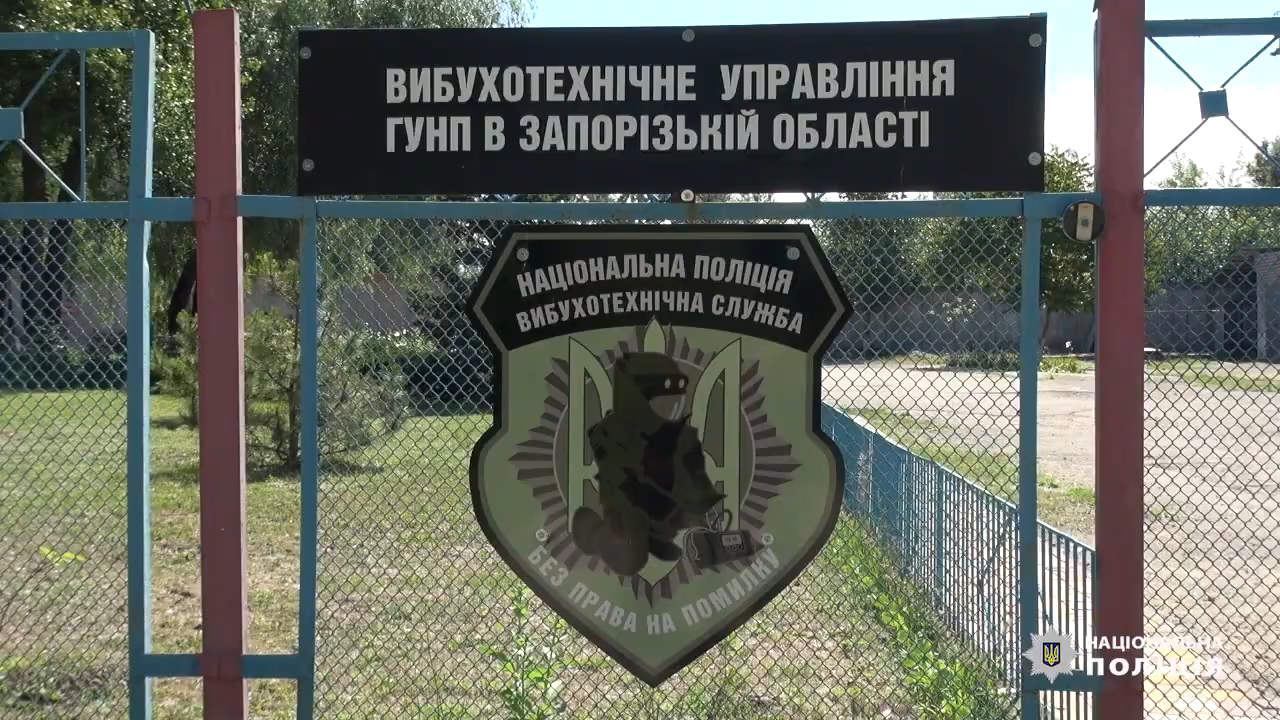 ВИБУХОТЕХНІЧНЕ УПРАВЛІННЯ
ГУНП В ЗАПОРІЗЬКІЙ ОБЛАСТІ
НАЦІОНАЛЬНА ПОЛІЦІЯ
ВИБУХОТЕХНІЧНА СЛУЖБА
БЕЗ ПРАВА НА ПОМИЛКУ
НАЦІОНАЛЬНА
ПОЛІЦІЯ